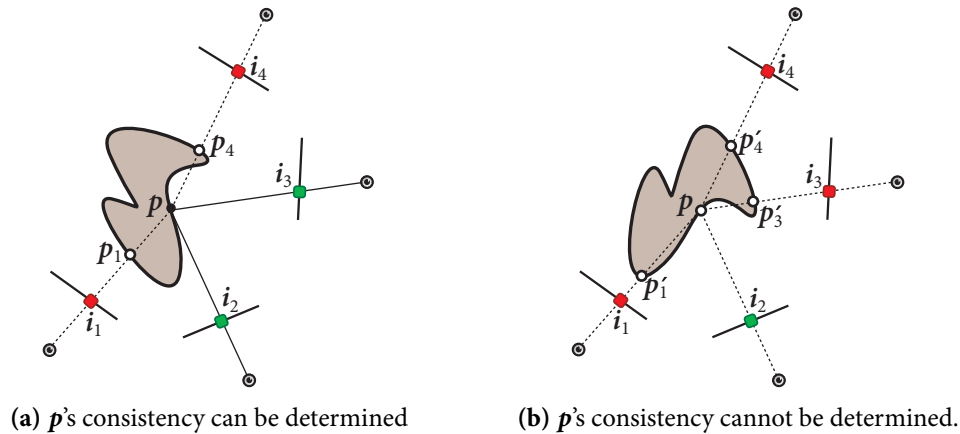 i₄
p₄
i₃
p
p₁
i₂
i₁
(a) p's consistency can be determined
i₄
p′₄
i₃
p
p′₃
i₂
p′₁
i₁
(b) p's consistency cannot be determined.